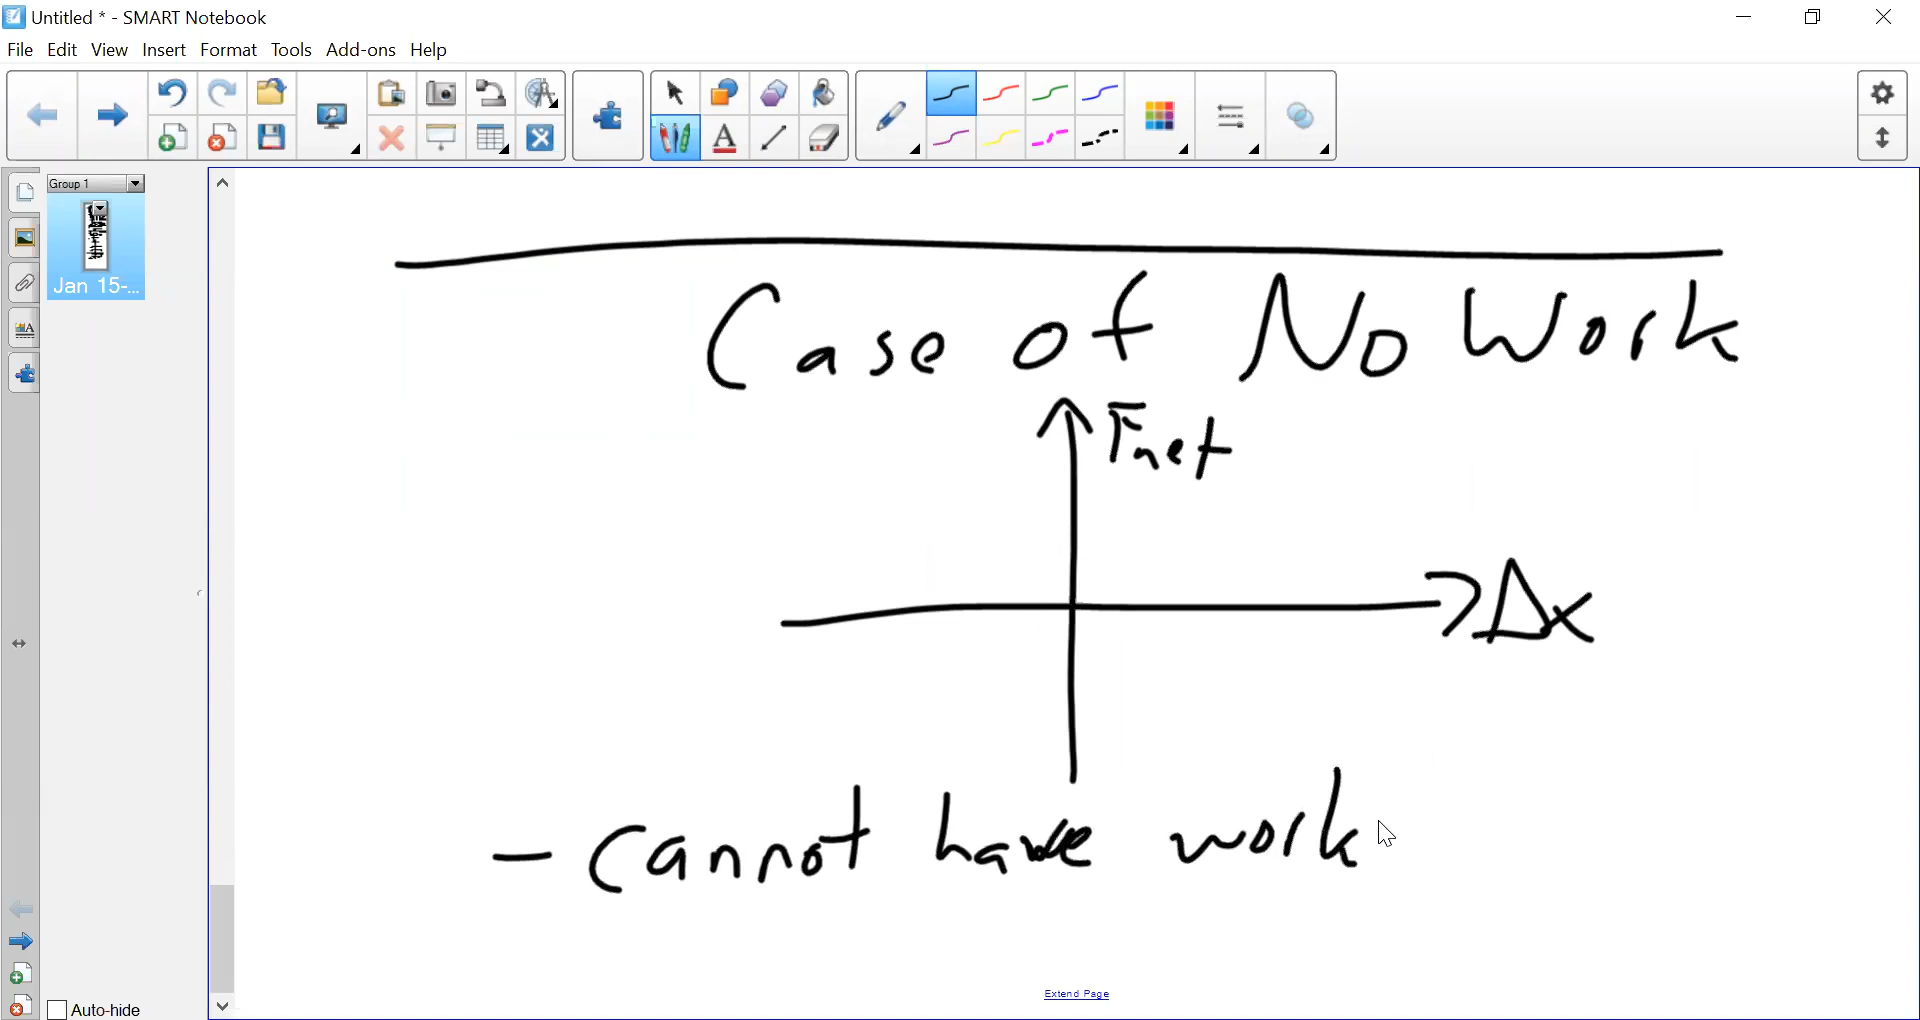 Untitled * - SMART Notebook
File Edit View Insert Format Tools Add-ons Help
Group 1
Jan 15-...
Case of No Work
Fnet
Δx
- cannot have work
Extend Page
Auto-hide